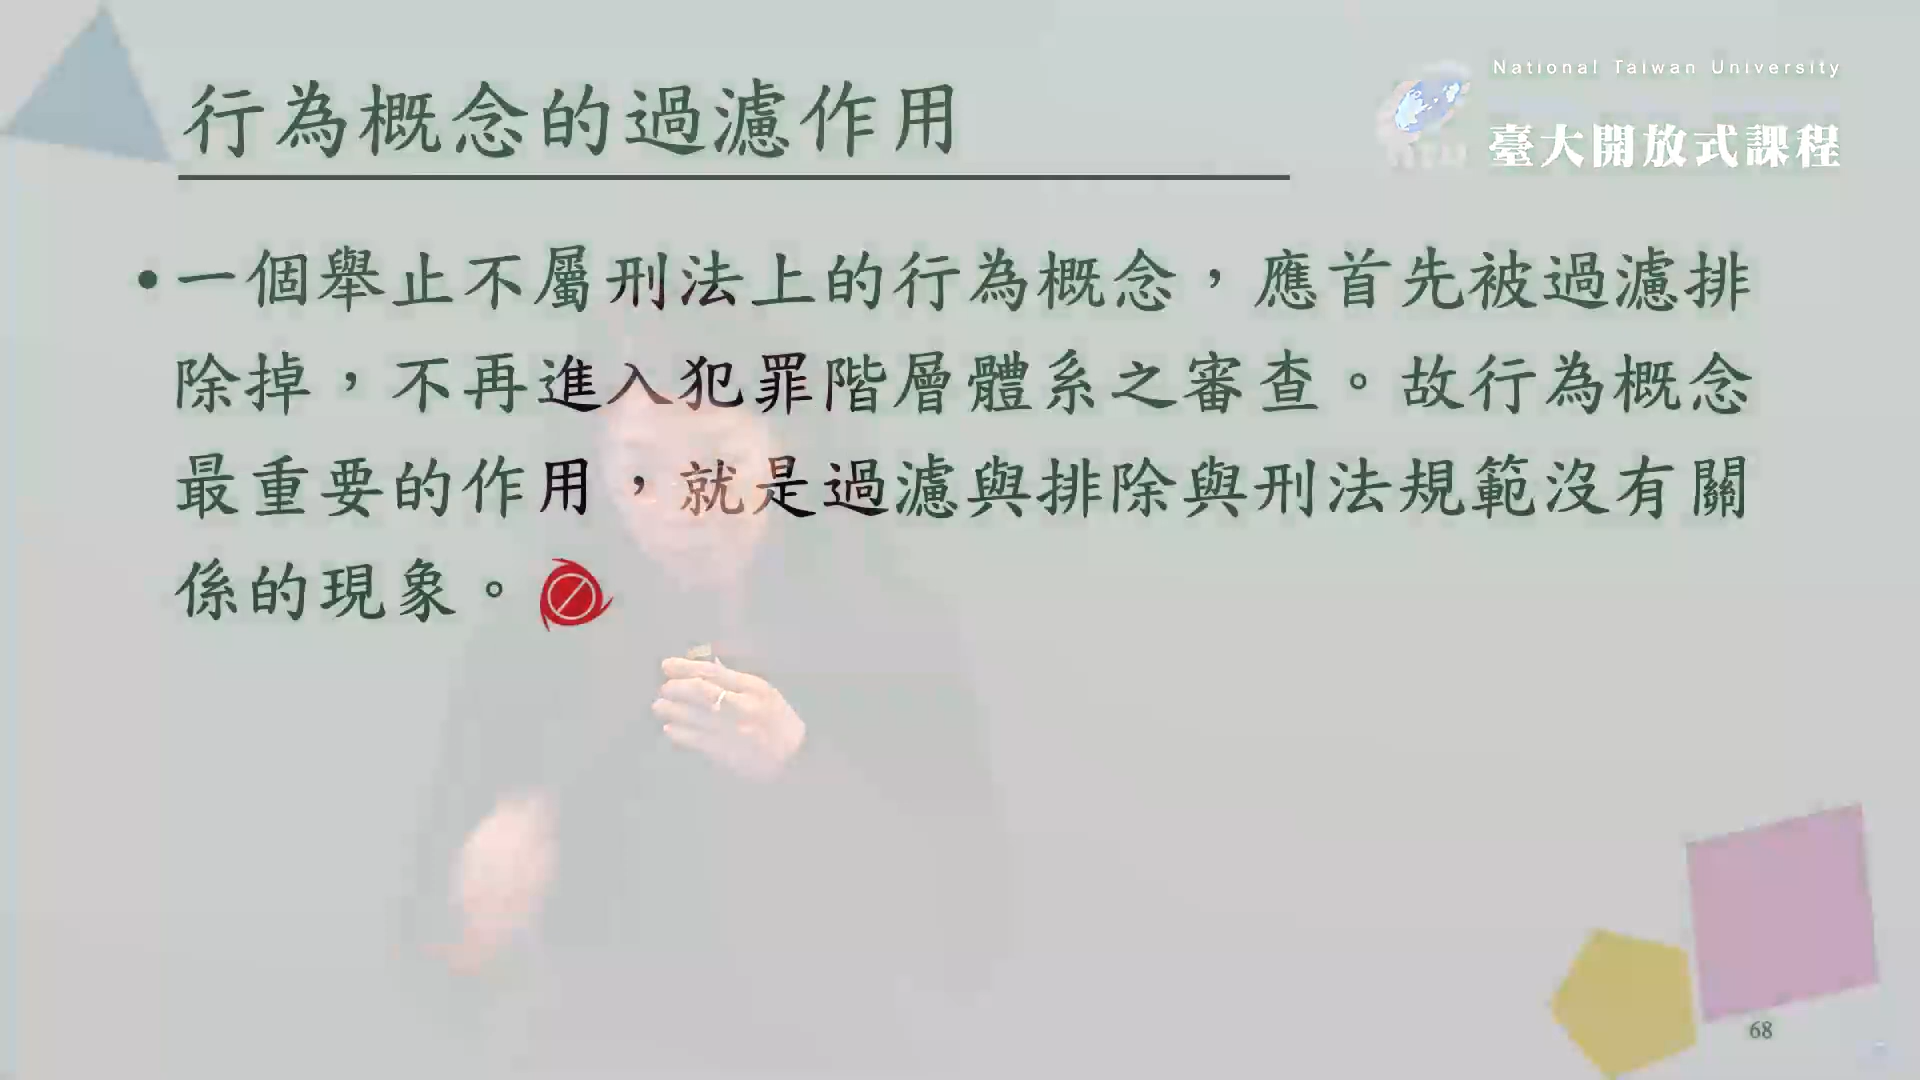 National Taiwan University
臺大開放式課程
行為概念的過濾作用
•一個舉止不屬刑法上的行為概念，應首先被過濾排
除掉，不再進入犯罪階層體系之審查。故行為概念
最重要的作用，就是過濾與排除與刑法規範沒有關
係的現象。
68